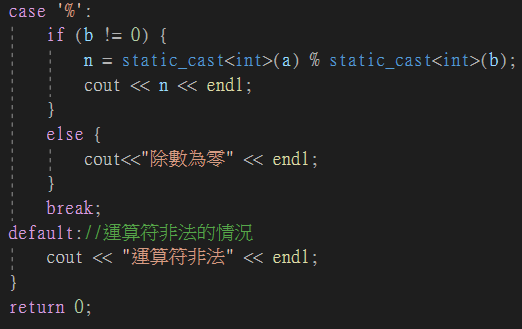 case '%':
if (b != 0) {
n = static_cast<int>(a) % static_cast<int>(b);
cout << n << endl;
}
else {
cout<<"除數為零" << endl;
}
break;
default://運算符非法的情況
cout << "運算符非法" << endl;
}
return 0;